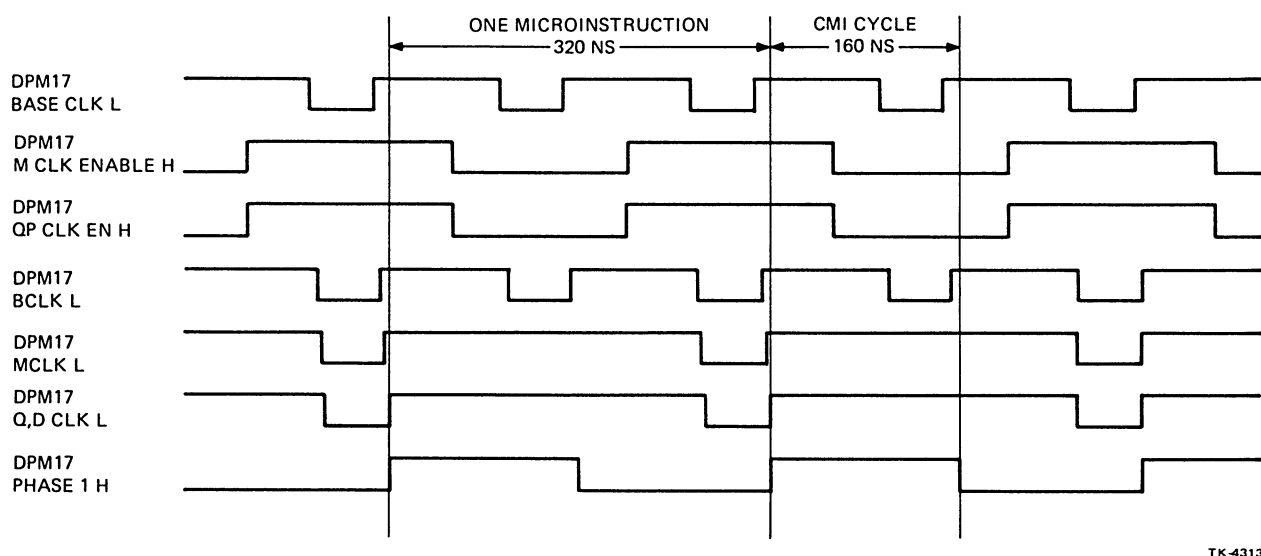 ONE MICROINSTRUCTION
320 NS
CMI CYCLE
160 NS
DPM17
BASE CLK L
DPM17
M CLK ENABLE H
DPM17
QP CLK EN H
DPM17
BCLK L
DPM17
MCLK L
DPM17
Q,D CLK L
DPM17
PHASE 1 H
TK-4313